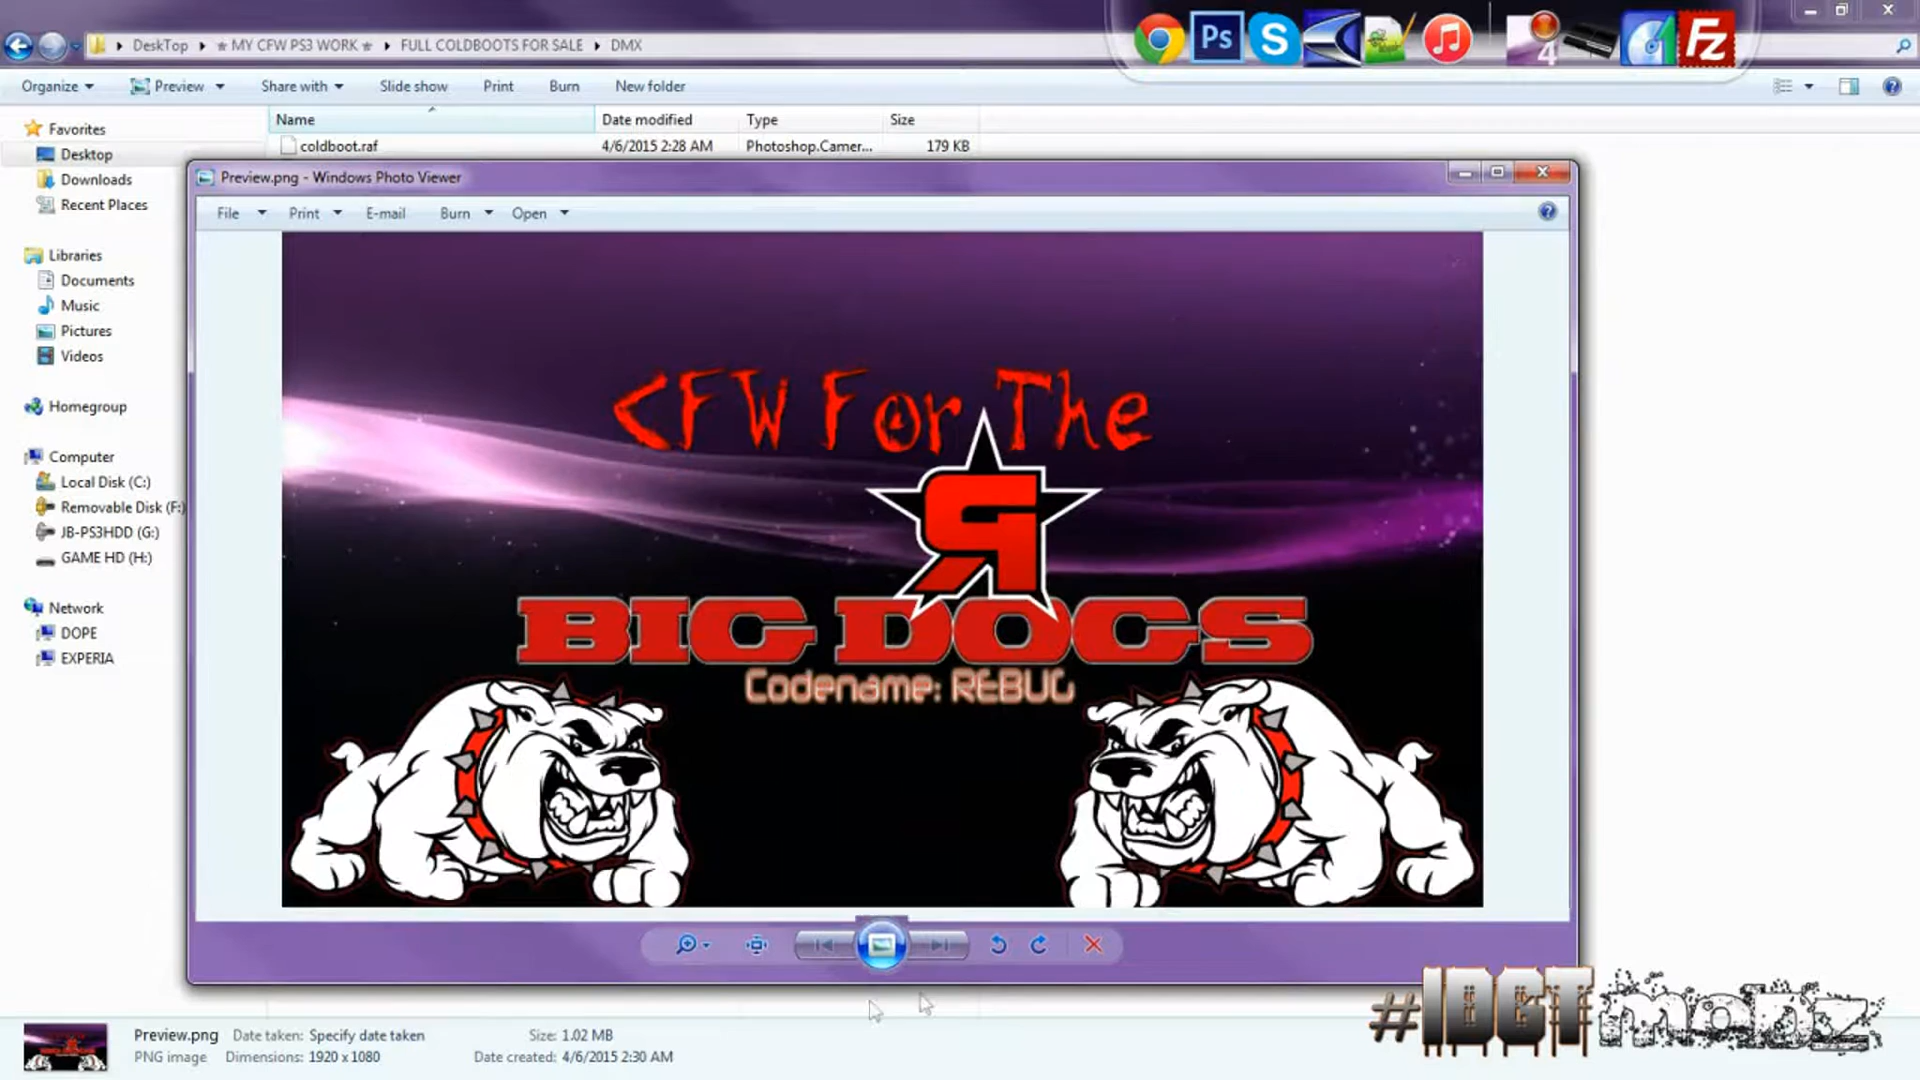 DeskTop ★ MY CFW PS3 WORK ★ FULL COLDBOOTS FOR SALE DMX
Ps S 4 Fz
Organize Preview Share with Slide show Print Burn New folder
Name Date modified Type Size
coldboot.raf 4/6/2015 2:28 AM Photoshop.Camer... 179 KB
Favorites
Desktop
Downloads
Recent Places
Libraries
Documents
Music
Pictures
Videos
Homegroup
Computer
Local Disk (C:)
Removable Disk (F:)
JB-PS3HDD (G:)
GAME HD (H:)
Network
DOPE
EXPERIA
Preview.png - Windows Photo Viewer
File Print E-mail Burn Open
CFW For The
R
BIG DOGS
Codename: REBUG
Preview.png Date taken: Specify date taken Size: 1.02 MB
PNG image Dimensions: 1920 x 1080 Date created: 4/6/2015 2:30 AM
#IDGTmobz